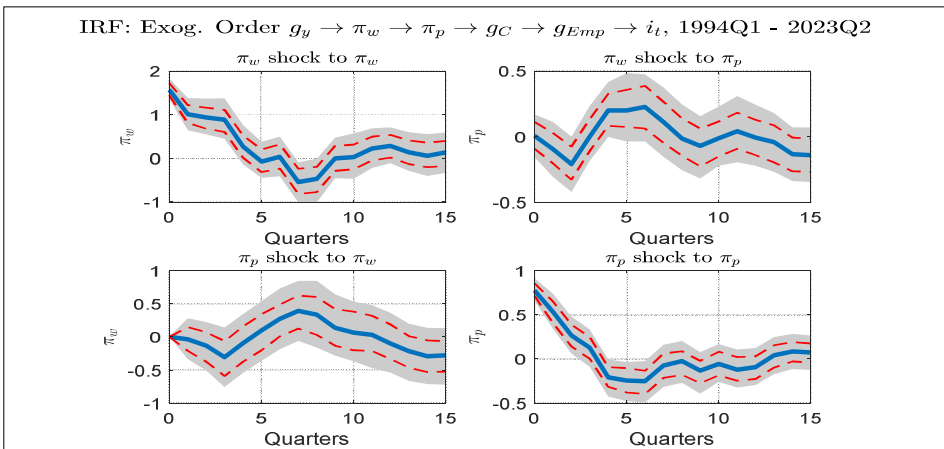 IRF: Exog. Order g_y → π_w → π_p → g_C → g_Emp → i_t, 1994Q1 - 2023Q2
π_w shock to π_w
π_w
2
1
0
-1
0 5 10 15
Quarters
π_w shock to π_p
π_p
0.5
0
-0.5
0 5 10 15
Quarters
π_p shock to π_w
π_w
1
0.5
0
-0.5
-1
0 5 10 15
Quarters
π_p shock to π_p
π_p
1
0.5
0
-0.5
0 5 10 15
Quarters